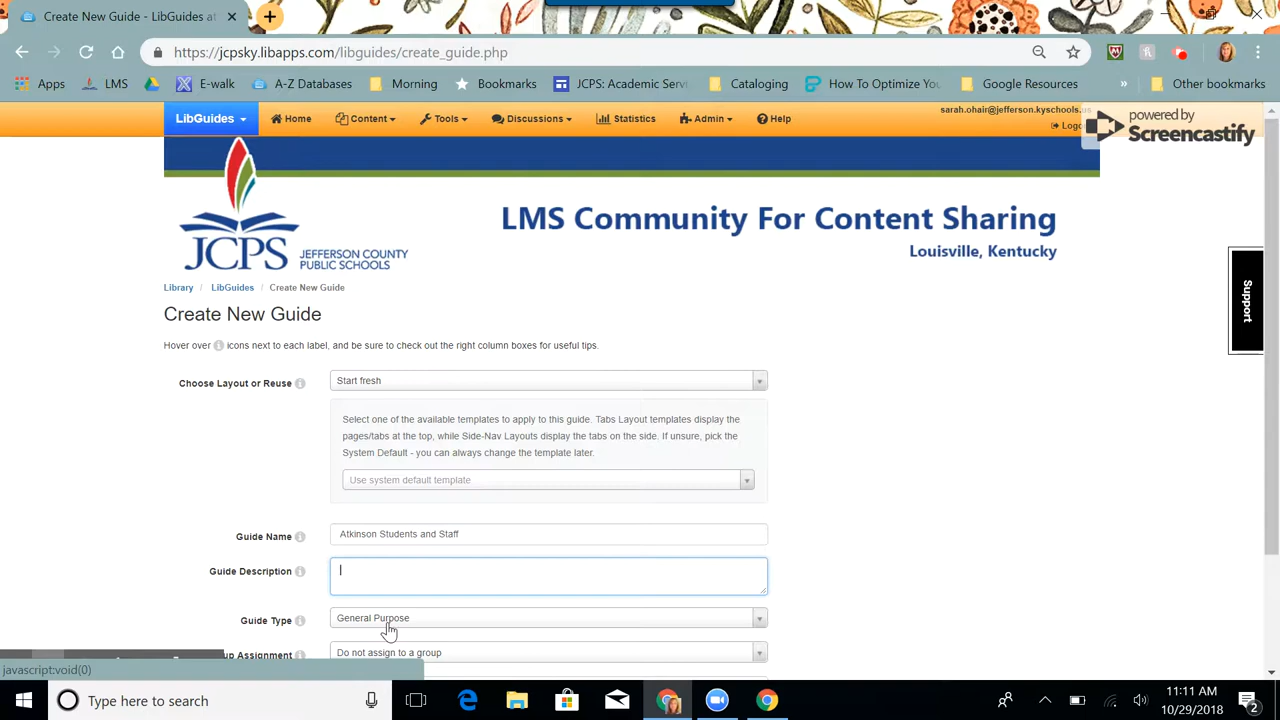 Create New Guide - LibGuides at
https://jcpsky.libapps.com/libguides/create_guide.php
Apps LMS E-walk A-Z Databases Morning Bookmarks JCPS: Academic Serv Cataloging How To Optimize You Google Resources » Other bookmarks
LibGuides Home Content Tools Discussions Statistics Admin Help
sarah.ohair@jefferson.kyschools.us
Logo
powered by
Screencastify
LMS Community For Content Sharing
Louisville, Kentucky
JCPS JEFFERSON COUNTY
PUBLIC SCHOOLS
Library / LibGuides / Create New Guide
Support
Create New Guide
Hover over i icons next to each label, and be sure to check out the right column boxes for useful tips.
Choose Layout or Reuse Start fresh
Select one of the available templates to apply to this guide. Tabs Layout templates display the
pages/tabs at the top, while Side-Nav Layouts display the tabs on the side. If unsure, pick the
System Default - you can always change the template later.
Use system default template
Guide Name Atkinson Students and Staff
Guide Description
Guide Type General Purpose
up Assignment Do not assign to a group
javascript:void(0)
Type here to search
11:11 AM
10/29/2018
2